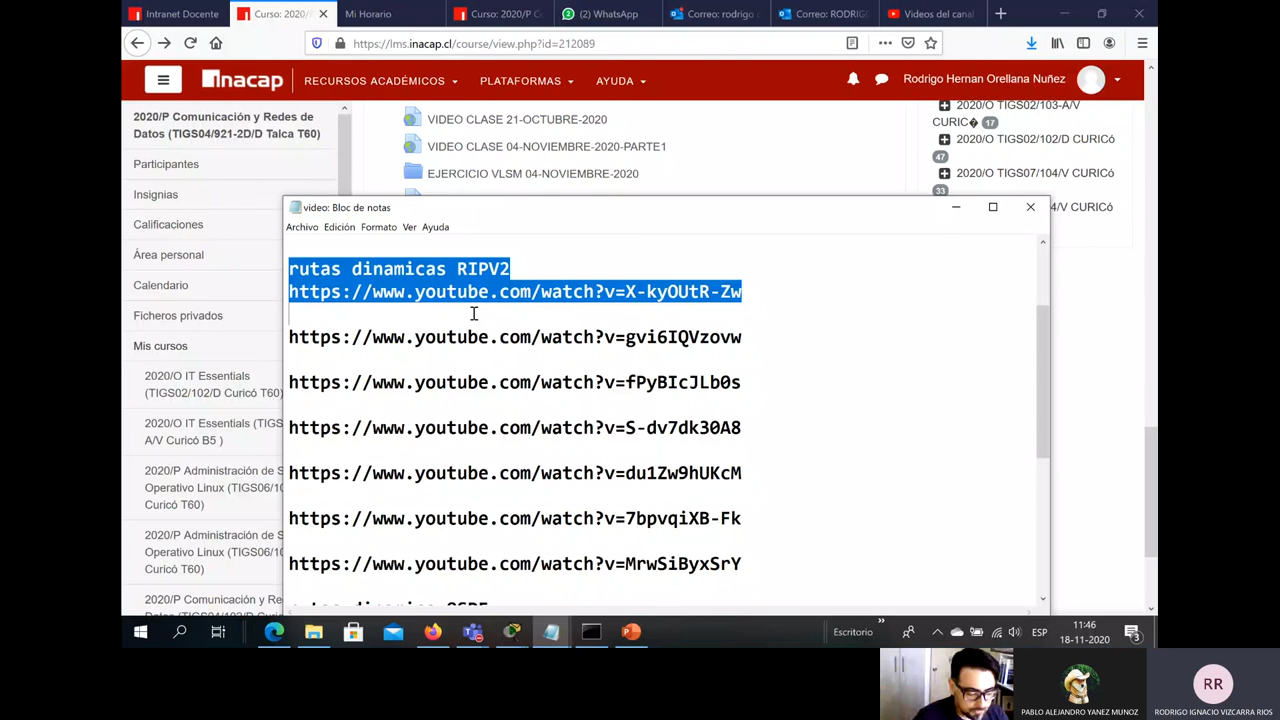 Intranet Docente
Curso: 2020/P
Mi Horario
Curso: 2020/P C
(2) WhatsApp
Correo: rodrigo
Correo: RODRIG
Videos del canal
https://lms.inacap.cl/course/view.php?id=212089
inacap
RECURSOS ACADÉMICOS
PLATAFORMAS
AYUDA
Rodrigo Hernan Orellana Nuñez
2020/P Comunicación y Redes de
Datos (TIGS04/921-2D/D Talca T60)
Participantes
Insignias
Calificaciones
Área personal
Calendario
Ficheros privados
Mis cursos
2020/O IT Essentials
(TIGS02/102/D Curicó T60)
2020/O IT Essentials (TIGS
A/V Curicó B5 )
2020/P Administración de S
Operativo Linux (TIGS06/10
Curicó T60)
2020/P Administración de S
Operativo Linux (TIGS06/10
T60)
2020/P Comunicación y Re
VIDEO CLASE 21-OCTUBRE-2020
VIDEO CLASE 04-NOVIEMBRE-2020-PARTE1
EJERCICIO VLSM 04-NOVIEMBRE-2020
2020/O TIGS02/103-A/V
CURIC� 17
2020/O TIGS02/102/D CURICó
47
2020/O TIGS07/104/V CURICó
33
4/V CURICó
video: Bloc de notas
Archivo Edición Formato Ver Ayuda
rutas dinamicas RIPV2
https://www.youtube.com/watch?v=X-kyOUtR-Zw
https://www.youtube.com/watch?v=gvi6IQVzovw
https://www.youtube.com/watch?v=fPyBIcJLb0s
https://www.youtube.com/watch?v=S-dv7dk30A8
https://www.youtube.com/watch?v=du1Zw9hUKcM
https://www.youtube.com/watch?v=7bpvqiXB-Fk
https://www.youtube.com/watch?v=MrwSiByxSrY
Escritorio
ESP
11:46
18-11-2020
3
RR
PABLO ALEJANDRO YANEZ MUNOZ
RODRIGO IGNACIO VIZCARRA RIOS